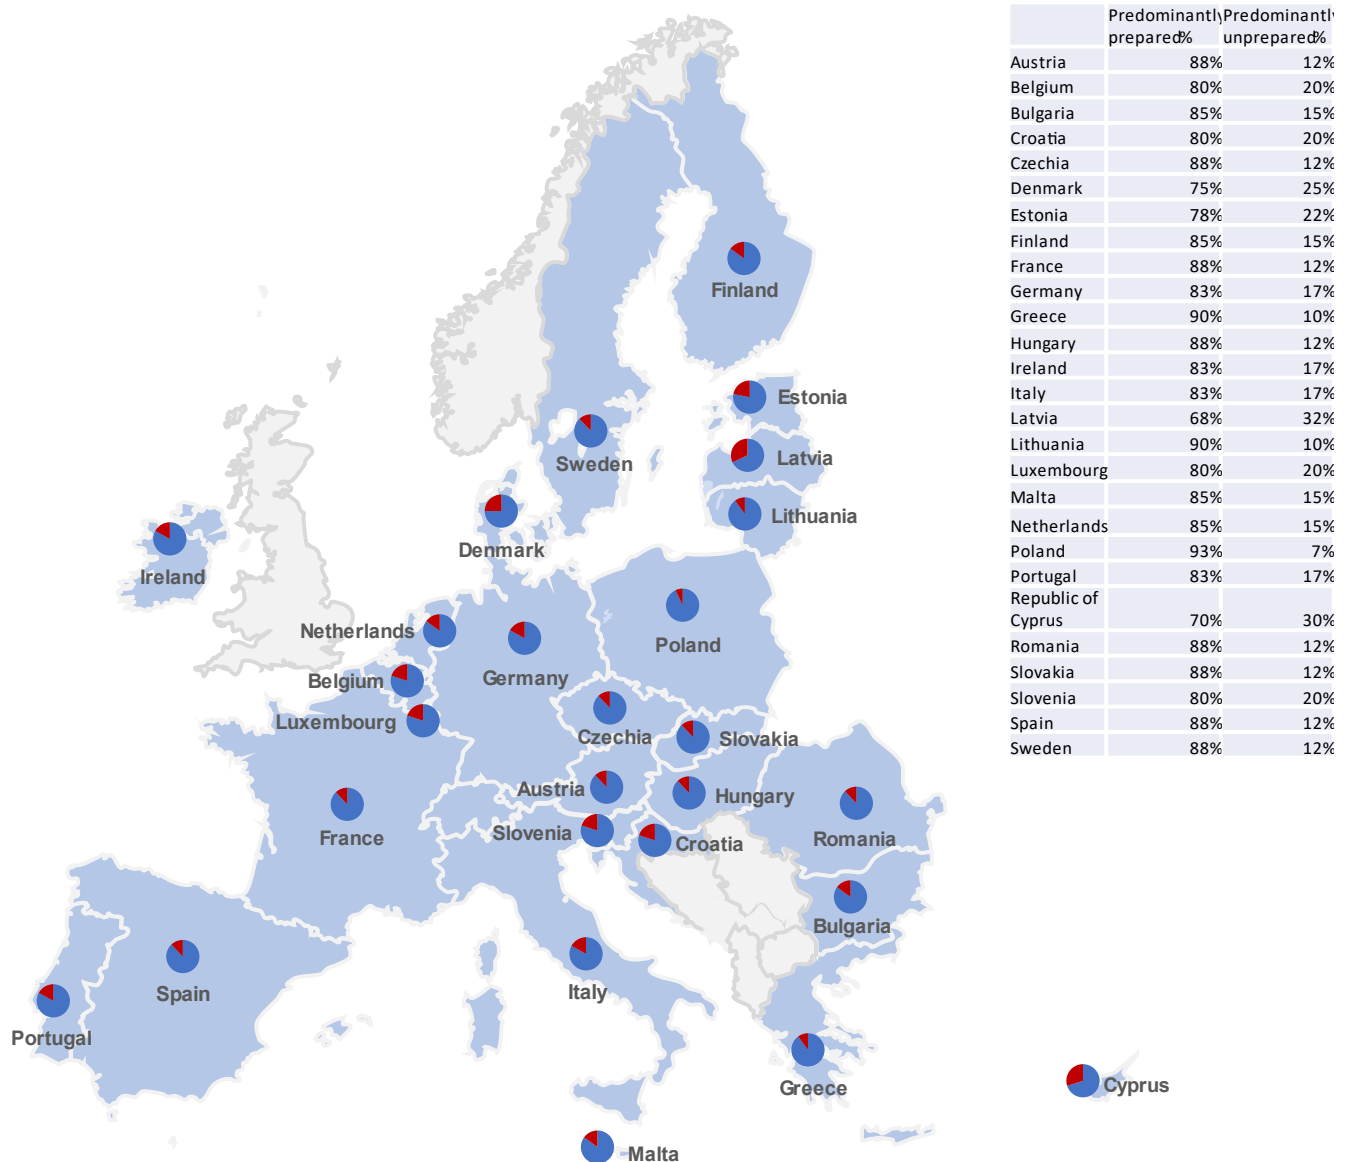 Predominantly Predominantly
prepared% unprepared%
Austria 88% 12%
Belgium 80% 20%
Bulgaria 85% 15%
Croatia 80% 20%
Czechia 88% 12%
Denmark 75% 25%
Estonia 78% 22%
Finland 85% 15%
France 88% 12%
Germany 83% 17%
Greece 90% 10%
Hungary 88% 12%
Ireland 83% 17%
Italy 83% 17%
Latvia 68% 32%
Lithuania 90% 10%
Luxembourg 80% 20%
Malta 85% 15%
Netherlands 85% 15%
Poland 93% 7%
Portugal 83% 17%
Republic of
Cyprus 70% 30%
Romania 88% 12%
Slovakia 88% 12%
Slovenia 80% 20%
Spain 88% 12%
Sweden 88% 12%
Finland
Estonia
Sweden
Latvia
Lithuania
Denmark
Ireland
Netherlands
Poland
Germany
Belgium
Luxembourg
Czechia
Slovakia
Austria
Hungary
France
Slovenia
Croatia
Romania
Bulgaria
Spain
Italy
Portugal
Greece
Cyprus
Malta